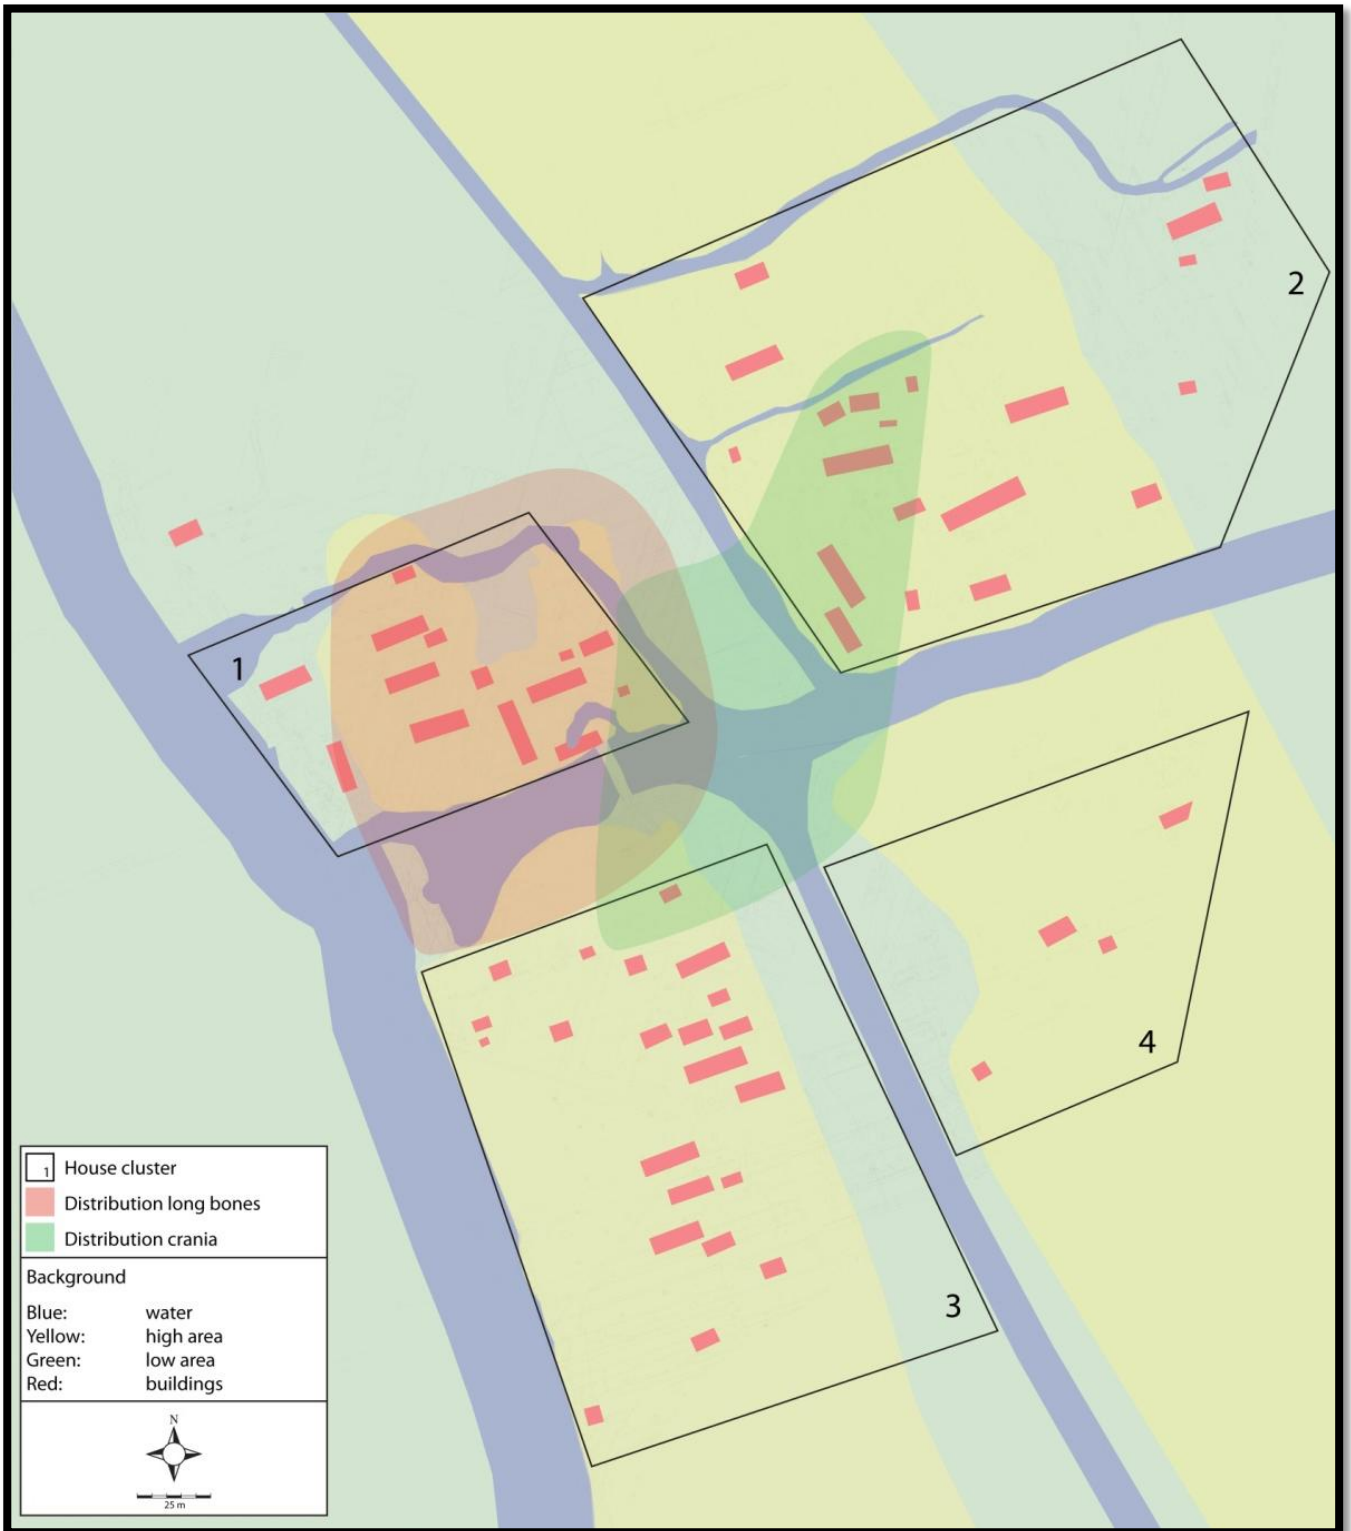 2
1
4
3
1 House cluster
Distribution long bones
Distribution crania
Background
Blue: water
Yellow: high area
Green: low area
Red: buildings
N
25 m